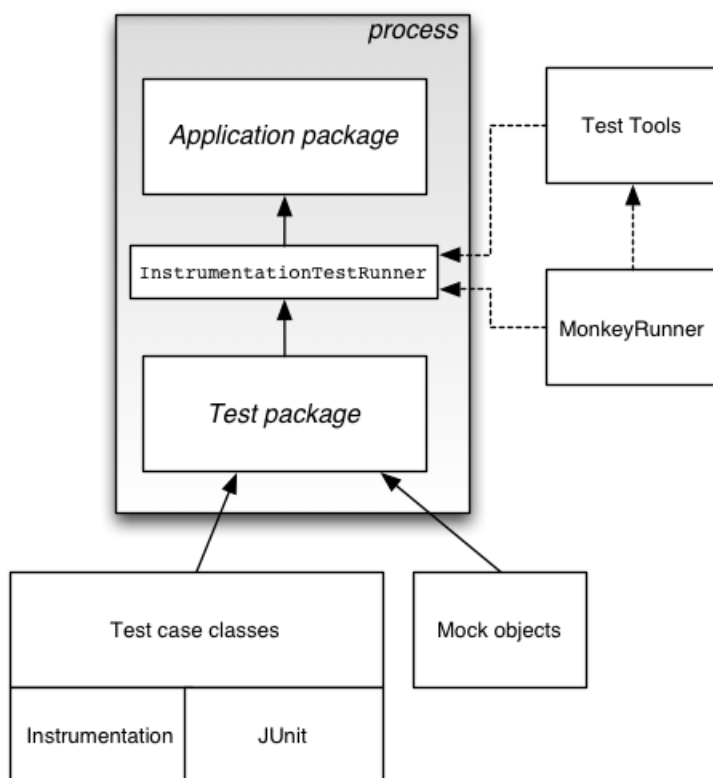 process
Application package
Test Tools
InstrumentationTestRunner
MonkeyRunner
Test package
Test case classes
Mock objects
Instrumentation
JUnit